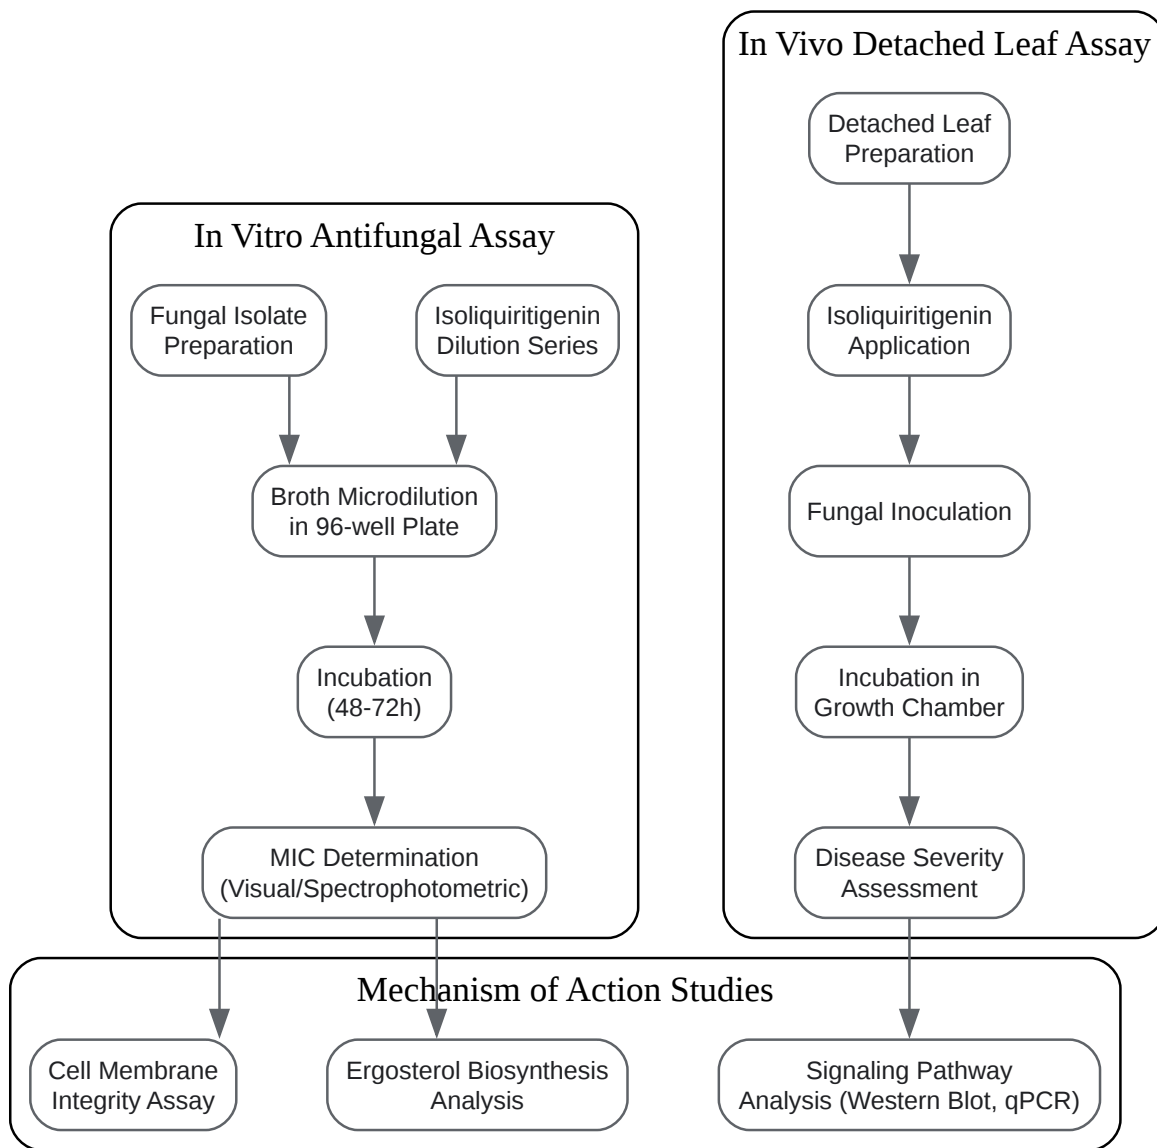 In Vivo Detached Leaf Assay
Detached Leaf
Preparation
In Vitro Antifungal Assay
Fungal Isolate
Preparation
Isoliquiritigenin
Dilution Series
Isoliquiritigenin
Application
Broth Microdilution
in 96-well Plate
Fungal Inoculation
Incubation
(48-72h)
Incubation in
Growth Chamber
MIC Determination
(Visual/Spectrophotometric)
Disease Severity
Assessment
Mechanism of Action Studies
Cell Membrane
Integrity Assay
Ergosterol Biosynthesis
Analysis
Signaling Pathway
Analysis (Western Blot, qPCR)